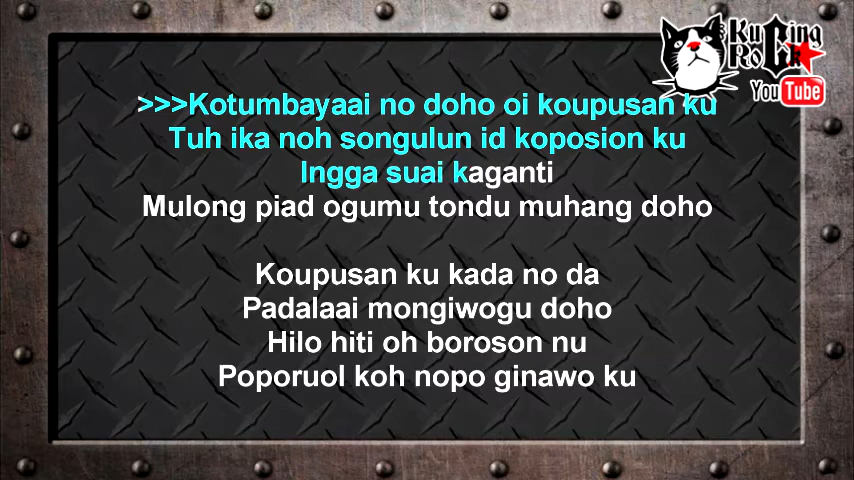 Kucing
RoCk
YouTube
>>>Kotumbayaai no doho oi koupusan ku
Tuh ika noh songulun id koposion ku
Ingga suai kaganti
Mulong piad ogumu tondu muhang doho
Koupusan ku kada no da
Padalaai mongiwogu doho
Hilo hiti oh boroson nu
Poporuol koh nopo ginawo ku